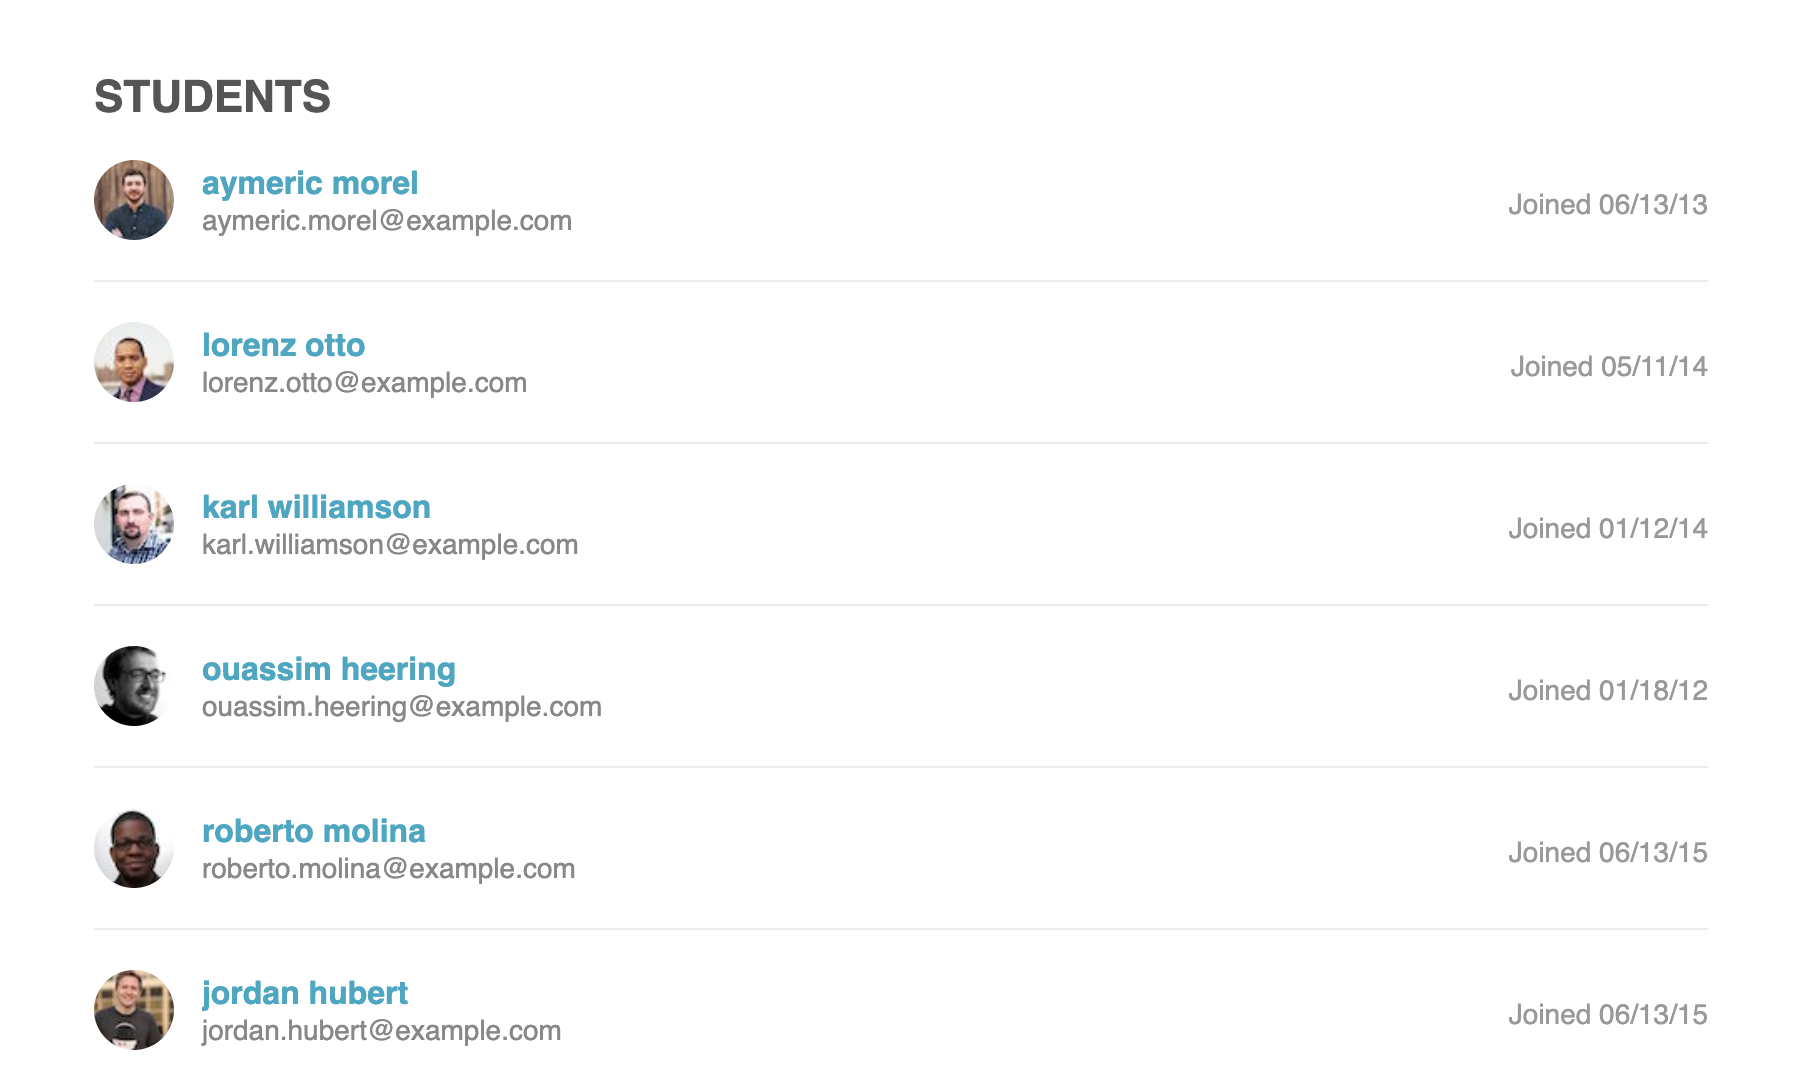 STUDENTS
aymeric morel
aymeric.morel@example.com
Joined 06/13/13
lorenz otto
lorenz.otto@example.com
Joined 05/11/14
karl williamson
karl.williamson@example.com
Joined 01/12/14
ouassim heering
ouassim.heering@example.com
Joined 01/18/12
roberto molina
roberto.molina@example.com
Joined 06/13/15
jordan hubert
jordan.hubert@example.com
Joined 06/13/15